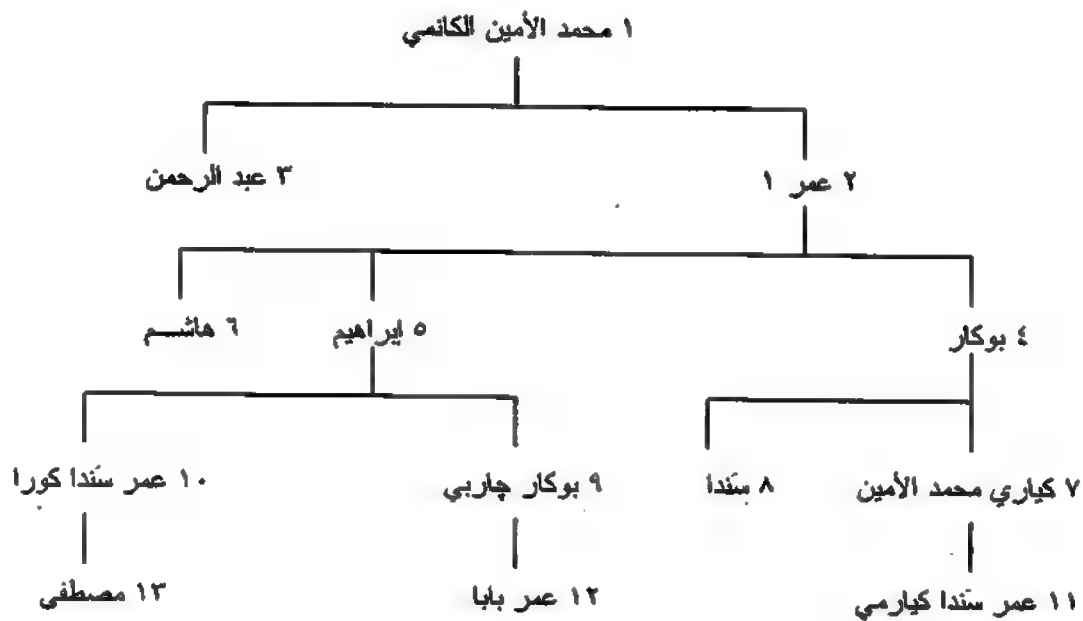 ١ محمد الأمين الكانمي
٢ عمر ١
٣ عبد الرحمن
٤ بوكار
٥ ايراهيم
٦ هاشم
٧ كياري محمد الأمين
٨ سَندا
٩ بوكار چاربي
١٠ عمر سَندا كورا
١١ عمر سَندا كيارمي
١٢ عمر بابا
١٣ مصطفى